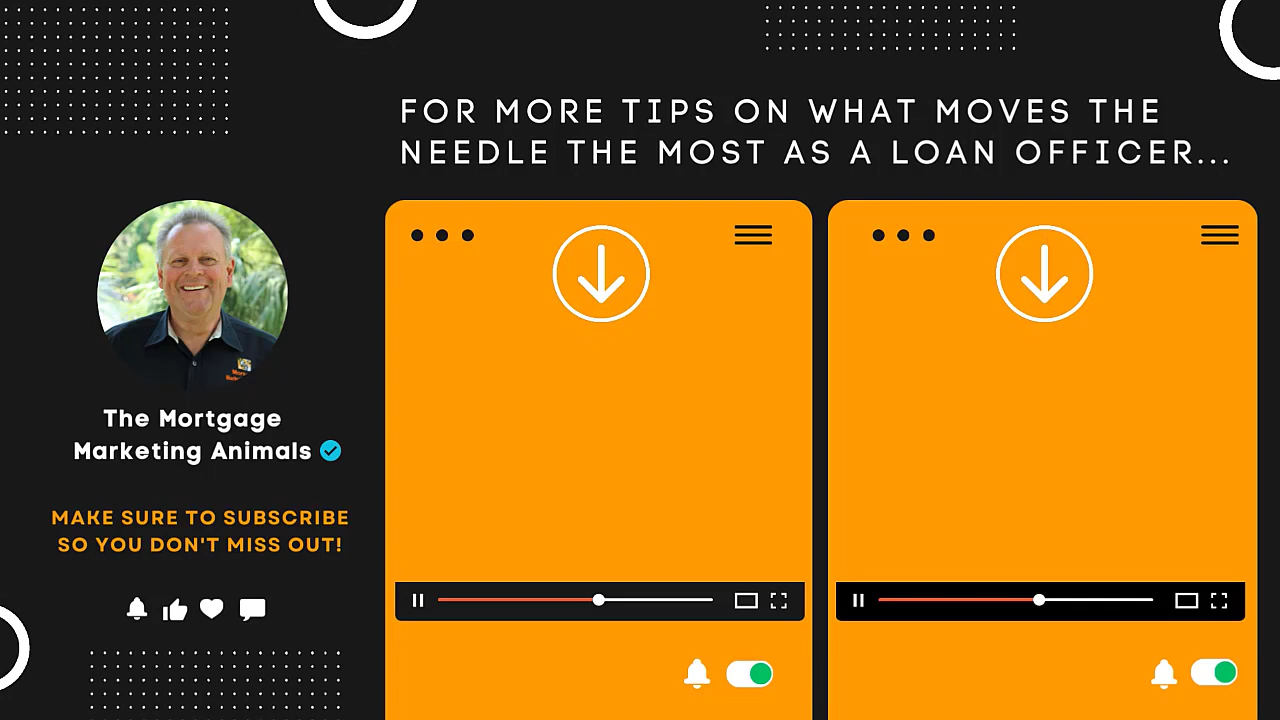 FOR MORE TIPS ON WHAT MOVES THE
NEEDLE THE MOST AS A LOAN OFFICER...
The Mortgage
Marketing Animals
MAKE SURE TO SUBSCRIBE
SO YOU DON'T MISS OUT!